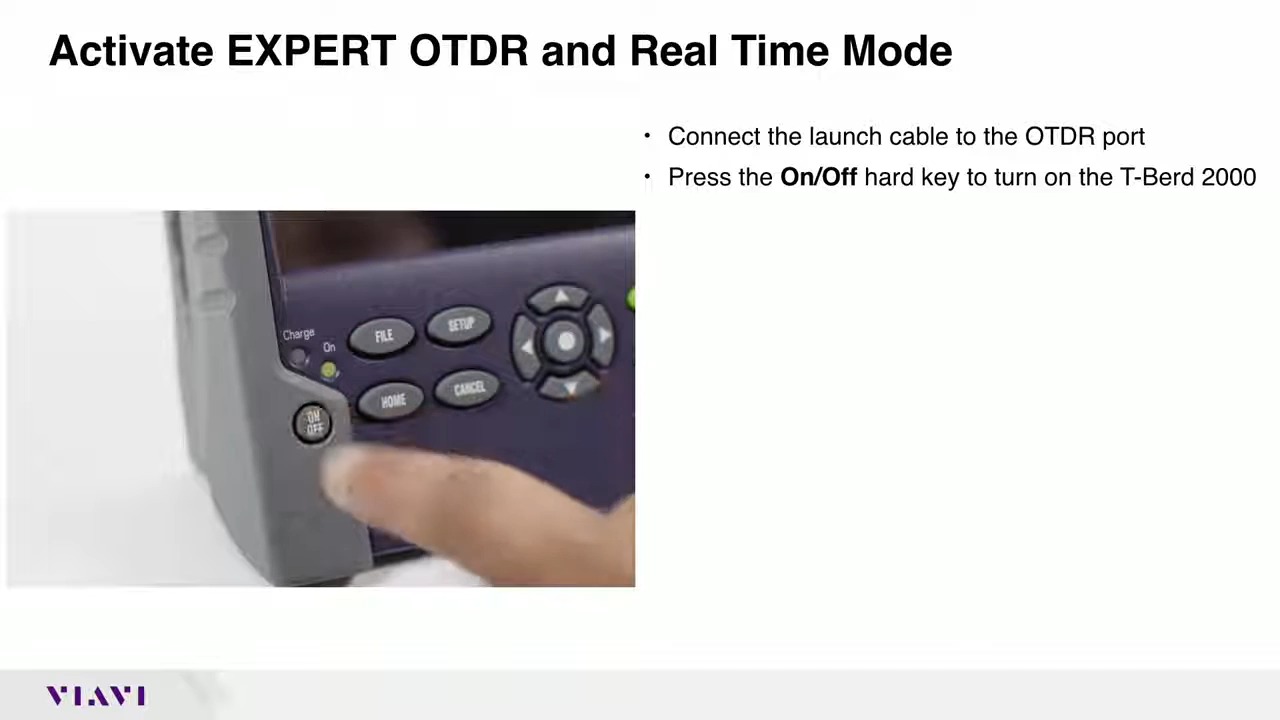 Activate EXPERT OTDR and Real Time Mode
• Connect the launch cable to the OTDR port
• Press the On/Off hard key to turn on the T-Berd 2000
Charge
On
FILE
SETUP
HOME
CANCEL
ON
OFF
VIAVI